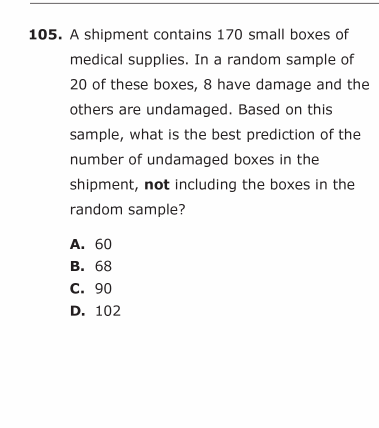 105. A shipment contains 170 small boxes of
medical supplies. In a random sample of
20 of these boxes, 8 have damage and the
others are undamaged. Based on this
sample, what is the best prediction of the
number of undamaged boxes in the
shipment, not including the boxes in the
random sample?
A. 60
B. 68
C. 90
D. 102